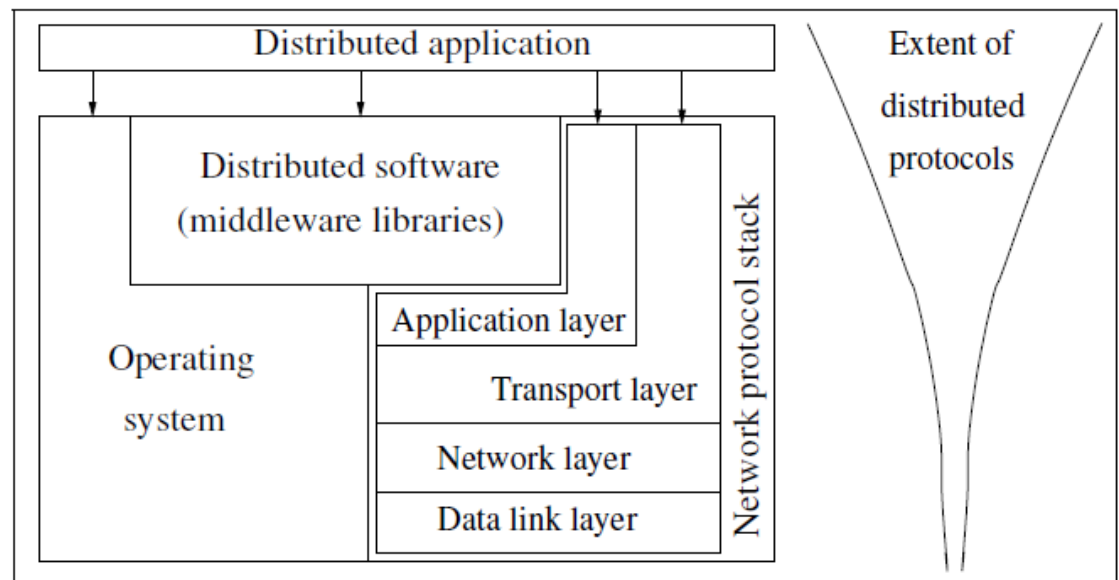 Distributed application
Extent of
distributed
protocols
Distributed software
(middleware libraries)
Network protocol stack
Application layer
Operating
system
Transport layer
Network layer
Data link layer